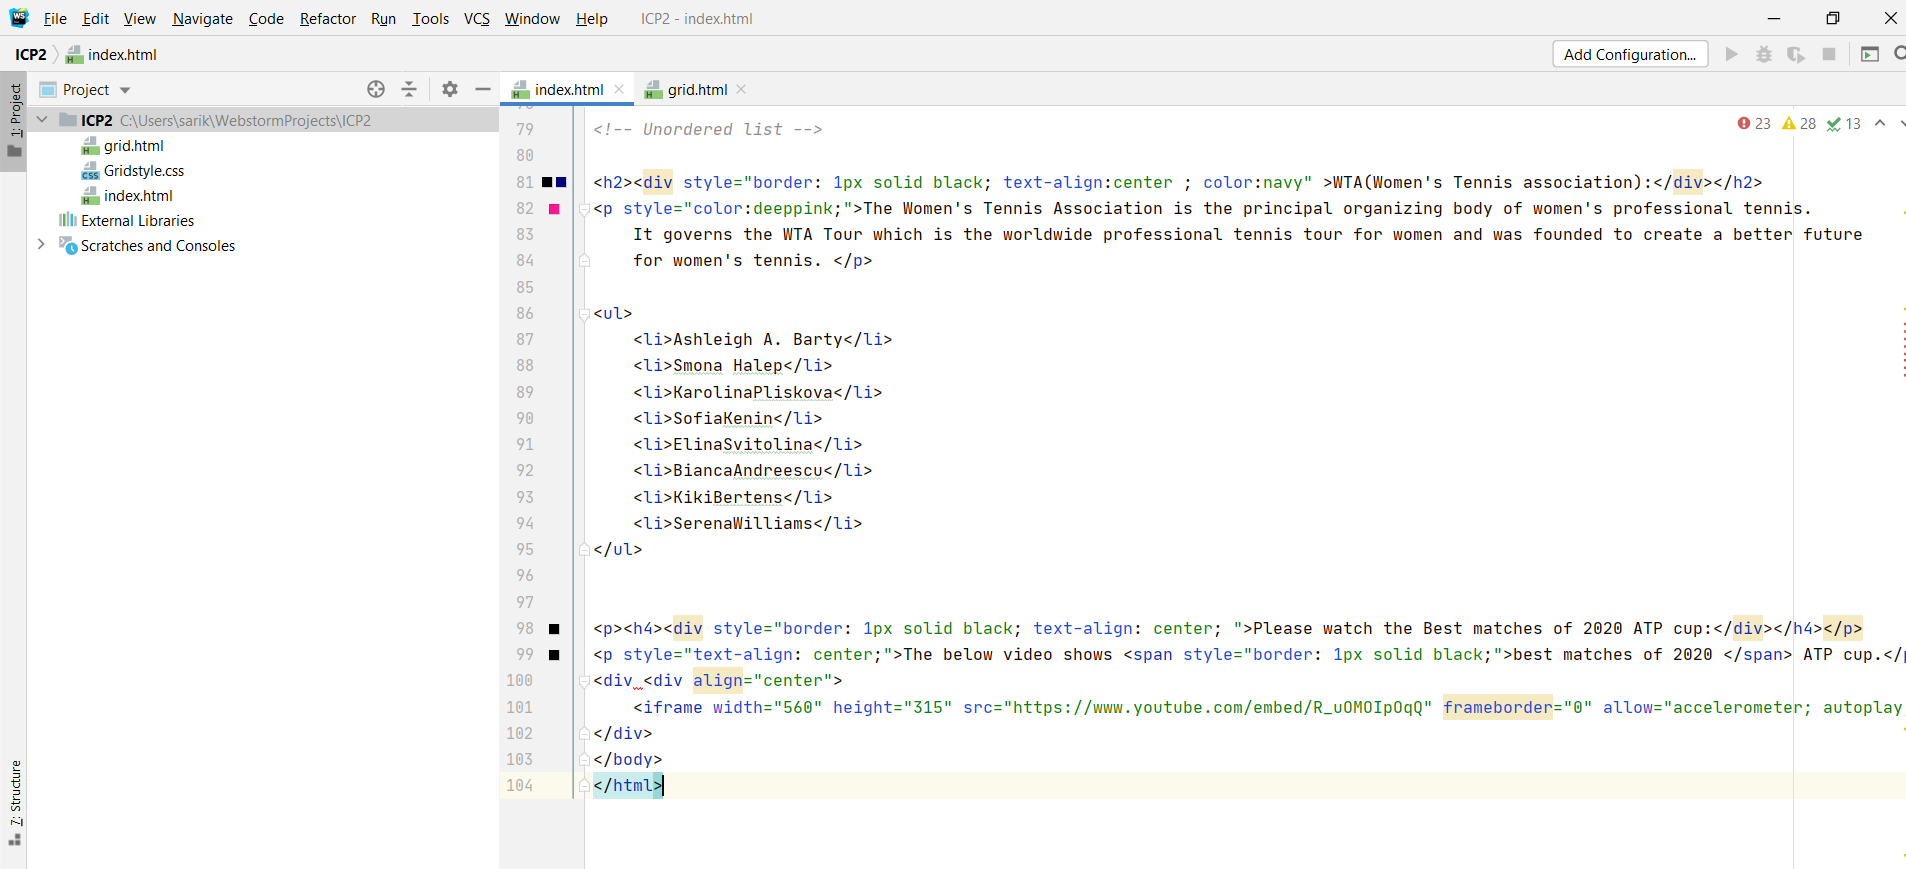 WS File Edit View Navigate Code Refactor Run Tools VCS Window Help ICP2 - index.html
ICP2 index.html Add Configuration...
1: Project
Project
index.html grid.html
ICP2 C:\Users\sarik\WebstormProjects\ICP2
grid.html
Gridstyle.css
index.html
External Libraries
Scratches and Consoles
7: Structure
23 28 13
79 <!-- Unordered list -->
80
81 <h2><div style="border: 1px solid black; text-align:center ; color:navy" >WTA(Women's Tennis association):</div></h2>
82 <p style="color:deeppink;">The Women's Tennis Association is the principal organizing body of women's professional tennis.
83 It governs the WTA Tour which is the worldwide professional tennis tour for women and was founded to create a better future
84 for women's tennis. </p>
85
86 <ul>
87 <li>Ashleigh A. Barty</li>
88 <li>Smona Halep</li>
89 <li>KarolinaPliskova</li>
90 <li>SofiaKenin</li>
91 <li>ElinaSvitolina</li>
92 <li>BiancaAndreescu</li>
93 <li>KikiBertens</li>
94 <li>SerenaWilliams</li>
95 </ul>
96
97
98 <p><h4><div style="border: 1px solid black; text-align: center; ">Please watch the Best matches of 2020 ATP cup:</div></h4></p>
99 <p style="text-align: center;">The below video shows <span style="border: 1px solid black;">best matches of 2020 </span> ATP cup.</
100 <div <div align="center">
101 <iframe width="560" height="315" src="https://www.youtube.com/embed/R_uOMOIpOqQ" frameborder="0" allow="accelerometer; autoplay
102 </div>
103 </body>
104 </html>